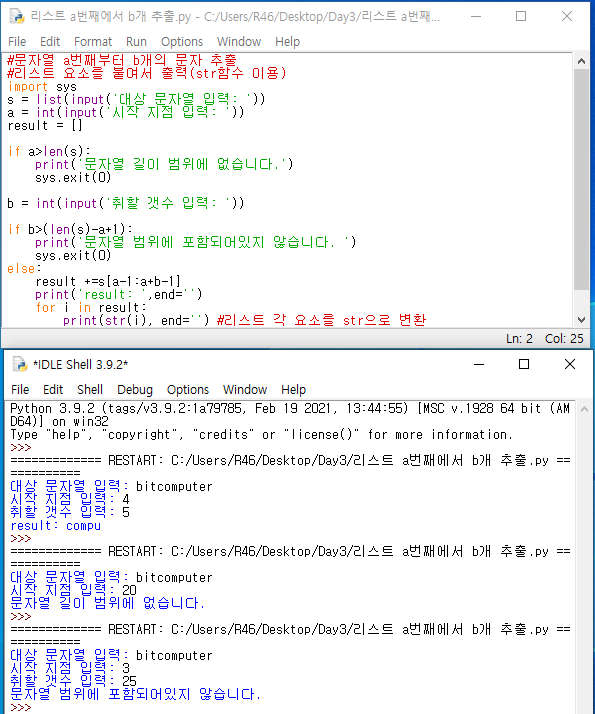 리스트 a번째에서 b개 추출.py - C:/Users/R46/Desktop/Day3/리스트 a번째...
File Edit Format Run Options Window Help
#문자열 a번째부터 b개의 문자 추출
#리스트 요소를 붙여서 출력(str함수 이용)
import sys
s = list(input('대상 문자열 입력: '))
a = int(input('시작 지점 입력: '))
result = []
if a>len(s):
    print('문자열 길이 범위에 없습니다.')
    sys.exit(0)
b = int(input('취할 갯수 입력: '))
if b>(len(s)-a+1):
    print('문자열 범위에 포함되어있지 않습니다. ')
    sys.exit(0)
else:
    result +=s[a-1:a+b-1]
    print('result: ',end='')
    for i in result:
        print(str(i), end='') #리스트 각 요소를 str으로 변환
Ln: 2 Col: 25
*IDLE Shell 3.9.2*
File Edit Shell Debug Options Window Help
Python 3.9.2 (tags/v3.9.2:1a79785, Feb 19 2021, 13:44:55) [MSC v.1928 64 bit (AM
D64)] on win32
Type "help", "copyright", "credits" or "license()" for more information.
>>>
============= RESTART: C:/Users/R46/Desktop/Day3/리스트 a번째에서 b개 추출.py ==
===========
대상 문자열 입력: bitcomputer
시작 지점 입력: 4
취할 갯수 입력: 5
result: compu
>>>
============= RESTART: C:/Users/R46/Desktop/Day3/리스트 a번째에서 b개 추출.py ==
===========
대상 문자열 입력: bitcomputer
시작 지점 입력: 20
문자열 길이 범위에 없습니다.
>>>
============= RESTART: C:/Users/R46/Desktop/Day3/리스트 a번째에서 b개 추출.py ==
===========
대상 문자열 입력: bitcomputer
시작 지점 입력: 3
취할 갯수 입력: 25
문자열 범위에 포함되어있지 않습니다.
>>>